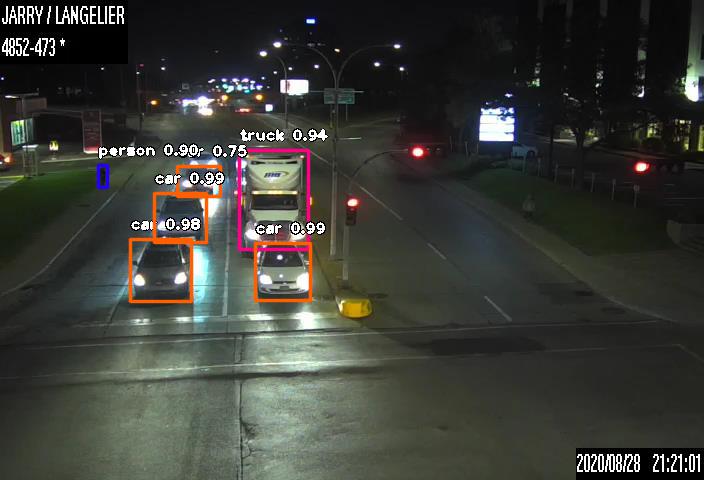 JARRY / LANGELIER
4852-473 *
truck 0.94
person 0.90
0.75
car 0.99
car 0.98
car 0.99
2020/08/28 21:21:01